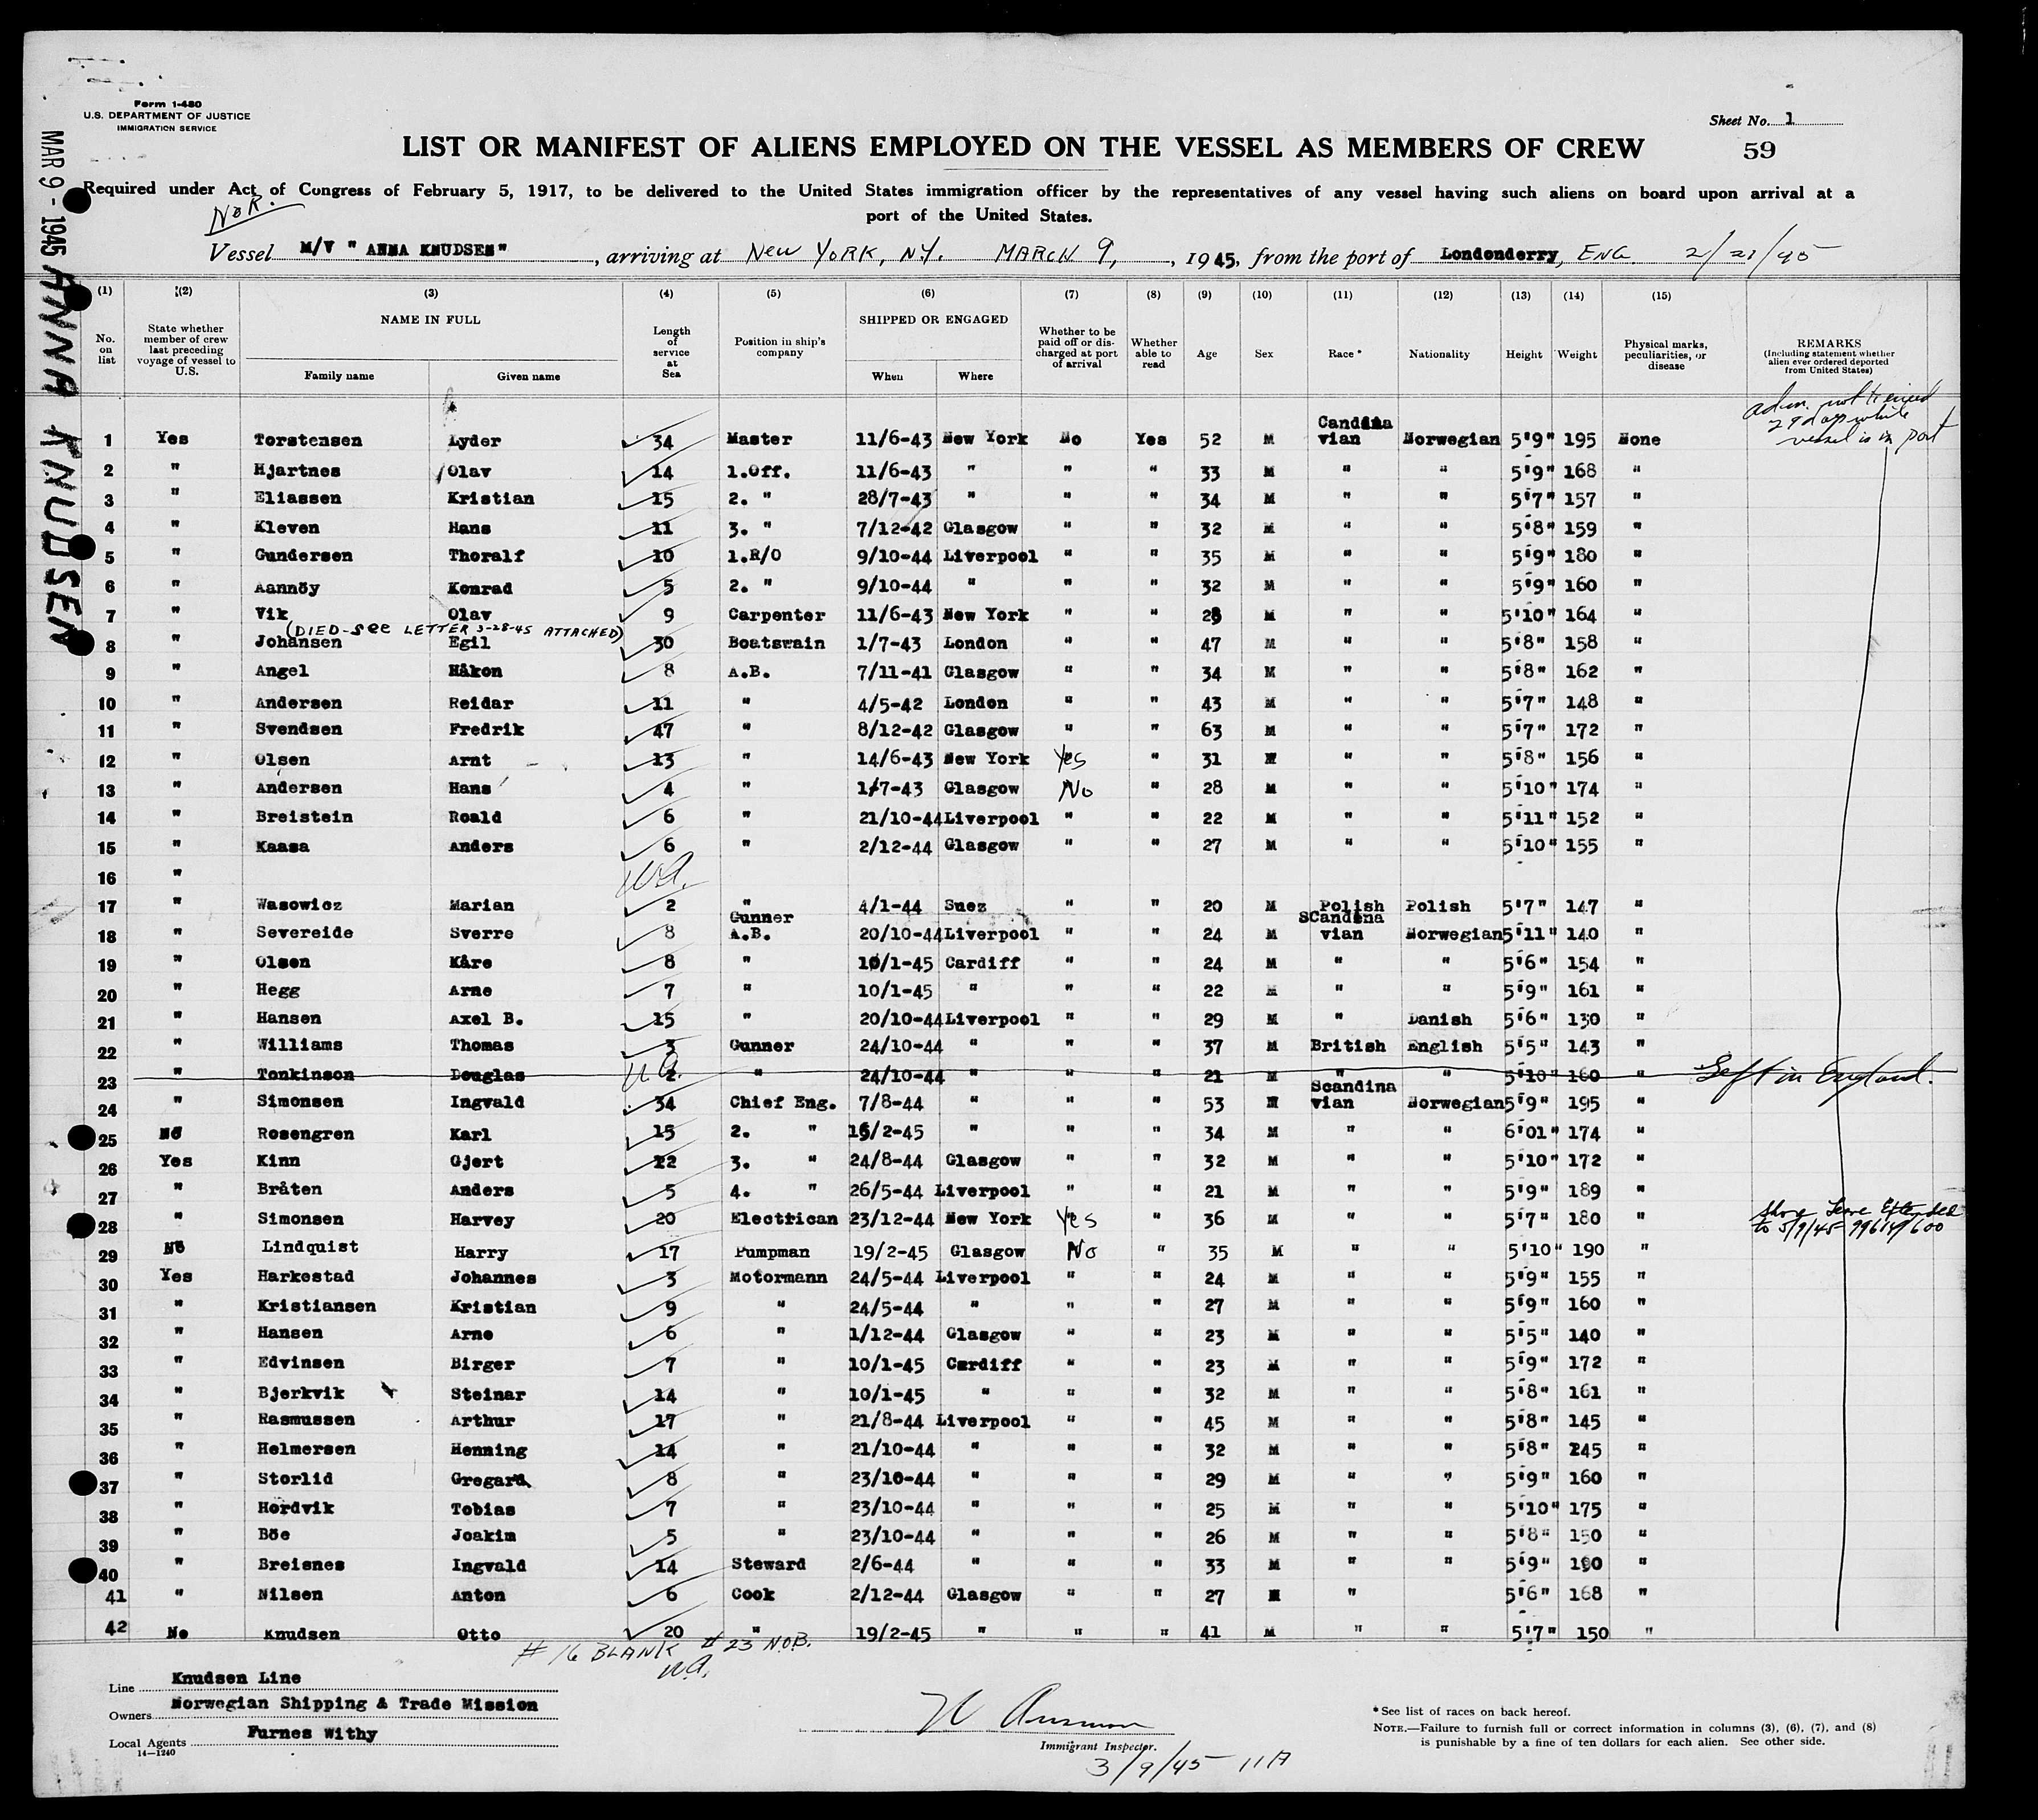 Form 1-480
U.S. DEPARTMENT OF JUSTICE
IMMIGRATION SERVICE
MAR 9 - 1945
ANNA KNUDSEN
Sheet No. 1
59
LIST OR MANIFEST OF ALIENS EMPLOYED ON THE VESSEL AS MEMBERS OF CREW
Required under Act of Congress of February 5, 1917, to be delivered to the United States immigration officer by the representatives of any vessel having such aliens on board upon arrival at a
port of the United States.
NOR.
Vessel M/V " ANNA KNUDSEN" , arriving at New YORK, N.Y. MARCH 9, , 1945, from the port of Londenderry, ENG. 2/21/45
(1) (2) (3) (4) (5) (6) (7) (8) (9) (10) (11) (12) (13) (14) (15)
No. on list | State whether member of crew last preceding voyage of vessel to U.S. | NAME IN FULL | Family name | Given name | Length of service at Sea | Position in ship's company | SHIPPED OR ENGAGED | When | Where | Whether to be paid off or discharged at port of arrival | Whether able to read | Age | Sex | Race * | Nationality | Height | Weight | Physical marks, peculiarities, or disease | REMARKS (Including statement whether alien ever ordered deported from United States)
29 days while
vessel is in port
1 Yes Torstensen Lyder 34 Master 11/6-43 New York No Yes 52 M Candina vian Norwegian 5'9" 195 None
2 " Hjartnes Olav 14 1.Off. 11/6-43 " " " 33 M " " 5'9" 168 "
3 " Eliassen Kristian 15 2. " 28/7-43 " " " 34 M " " 5'7" 157 "
4 " Kleven Hans 11 3. " 7/12-42 Glasgow " " 32 M " " 5'8" 159 "
5 " Gundersen Thoralf 10 1.R/O 9/10-44 Liverpool " " 35 M " " 5'9" 180 "
6 " Aannöy Konrad 5 2. " 9/10-44 " " " 32 M " " 5'9" 160 "
7 " Vik Olav 9 Carpenter 11/6-43 New York " " 28 M " " 5'10" 164 "
(DIED-see LETTER 3-28-45 ATTACHED)
8 " Johansen Egil 30 Boatswain 1/7-43 London " " 47 M " " 5'8" 158 "
9 " Angel Håkon 8 A.B. 7/11-41 Glasgow " " 34 M " " 5'8" 162 "
10 " Andersen Reidar 11 " 4/5-42 London " " 43 M " " 5'7" 148 "
11 " Svendsen Fredrik 47 " 8/12-42 Glasgow " " 63 M " " 5'7" 172 "
12 " Olsen Arnt 13 " 14/6-43 New York Yes " 31 M " " 5'8" 156 "
13 " Andersen Hans 4 " 1/7-43 Glasgow No " 28 M " " 5'10" 174 "
14 " Breistein Roald 6 " 21/10-44 Liverpool " " 22 M " " 5'11" 152 "
15 " Kaasa Anders 6 " 2/12-44 Glasgow " " 27 M " " 5'10" 155 "
16 " W.A.
17 " Wasowicz Marian 2 " 4/1-44 Suez " " 20 M Polish Polish 5'7" 147 "
18 " Severeide Sverre 8 Gunner A.B. 20/10-44 Liverpool " " 24 M SCandina vian Norwegian 5'11" 140 "
19 " Olsen Kåre 8 " 10/1-45 Cardiff " " 24 M " " 5'6" 154 "
20 " Hegg Arne 7 " 10/1-45 " " " 22 M " " 5'9" 161 "
21 " Hansen Axel B. 15 " 20/10-44 Liverpool " " 29 M " Danish 5'6" 130 "
22 " Williams Thomas 3 Gunner 24/10-44 " " " 37 M British English 5'5" 143 "
23 " Tonkinson Douglas 2 " 24/10-44 " " " 21 M " " 5'10" 160 " Left in England.
24 " Simonsen Ingvald 34 Chief Eng. 7/8-44 " " " 53 M Scandina vian Norwegian 5'9" 195 "
25 No Rosengren Karl 15 2. " 16/2-45 " " " 34 M " " 6'01" 174 "
26 Yes Kinn Gjert 22 3. " 24/8-44 Glasgow " " 32 M " " 5'10" 172 "
27 " Bråten Anders 5 4. " 26/5-44 Liverpool " " 21 M " " 5'9" 189 "
28 " Simonsen Harvey 20 Electrican 23/12-44 New York Yes " 36 M " " 5'7" 180 " Shore Leave Extended to 5/9/45
29 No Lindquist Harry 17 Pumpman 19/2-45 Glasgow No " 35 M " " 5'10" 190 "
30 Yes Harkestad Johannes 3 Motormann 24/5-44 Liverpool " " 24 M " " 5'9" 155 "
31 " Kristiansen Kristian 9 " 24/5-44 " " " 27 M " " 5'9" 160 "
32 " Hansen Arne 6 " 1/12-44 Glasgow " " 23 M " " 5'5" 140 "
33 " Edvinsen Birger 7 " 10/1-45 Cardiff " " 23 M " " 5'9" 172 "
34 " Bjerkvik Steinar 14 " 10/1-45 " " " 32 M " " 5'8" 161 "
35 " Rasmussen Arthur 17 " 21/8-44 Liverpool " " 45 M " " 5'8" 145 "
36 " Helmersen Henning 14 " 21/10-44 " " " 32 M " " 5'8" 245 "
37 " Storlid Gregard 8 " 23/10-44 " " " 29 M " " 5'9" 160 "
38 " Hordvik Tobias 7 " 23/10-44 " " " 25 M " " 5'10" 175 "
39 " Böe Joakim 5 " 23/10-44 " " " 26 M " " 5'8" 150 "
40 " Breisnes Ingvald 14 Steward 2/6-44 " " " 33 M " " 5'9" 190 "
41 " Nilsen Anton 6 Cook 2/12-44 Glasgow " " 27 M " 5'6" 168 "
42 No Knudsen Otto 20 " 19/2-45 " " " 41 M " " 5'7" 150 "
# 16 BLANK # 23 N.O.B.
W.A.
Line Knudsen Line
Owners Norwegian Shipping & Trade Mission
Local Agents Furnes Withy
14—1240
Immigrant Inspector.
3/9/45 11A
*See list of races on back hereof.
NOTE.—Failure to furnish full or correct information in columns (3), (6), (7), and (8)
is punishable by a fine of ten dollars for each alien. See other side.